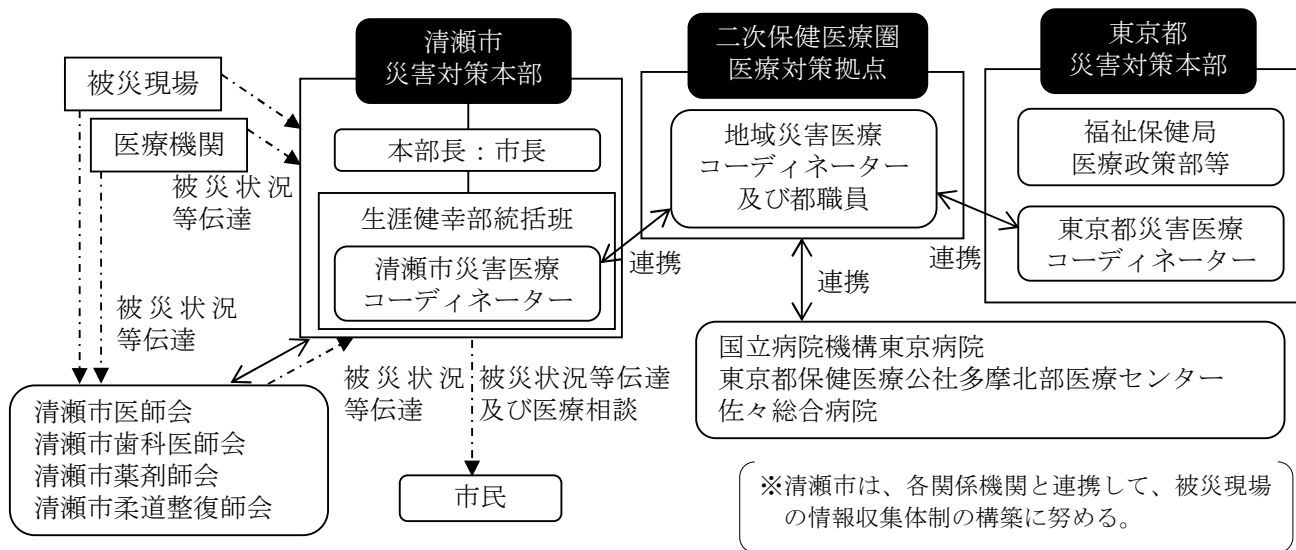 清瀬市
災害対策本部
二次保健医療圏
医療対策拠点
東京都
災害対策本部
被災現場
医療機関
被災状況
等伝達
本部長：市長
生涯健幸部統括班
清瀬市災害医療
コーディネーター
地域災害医療
コーディネーター
及び都職員
福祉保健局
医療政策部等
東京都災害医療
コーディネーター
連携
連携
連携
被災状況
等伝達
被災状況
等伝達
被災状況等伝達
及び医療相談
国立病院機構東京病院
東京都保健医療公社多摩北部医療センター
佐々総合病院
清瀬市医師会
清瀬市歯科医師会
清瀬市薬剤師会
清瀬市柔道整復師会
市民
※清瀬市は、各関係機関と連携して、被災現場
の情報収集体制の構築に努める。